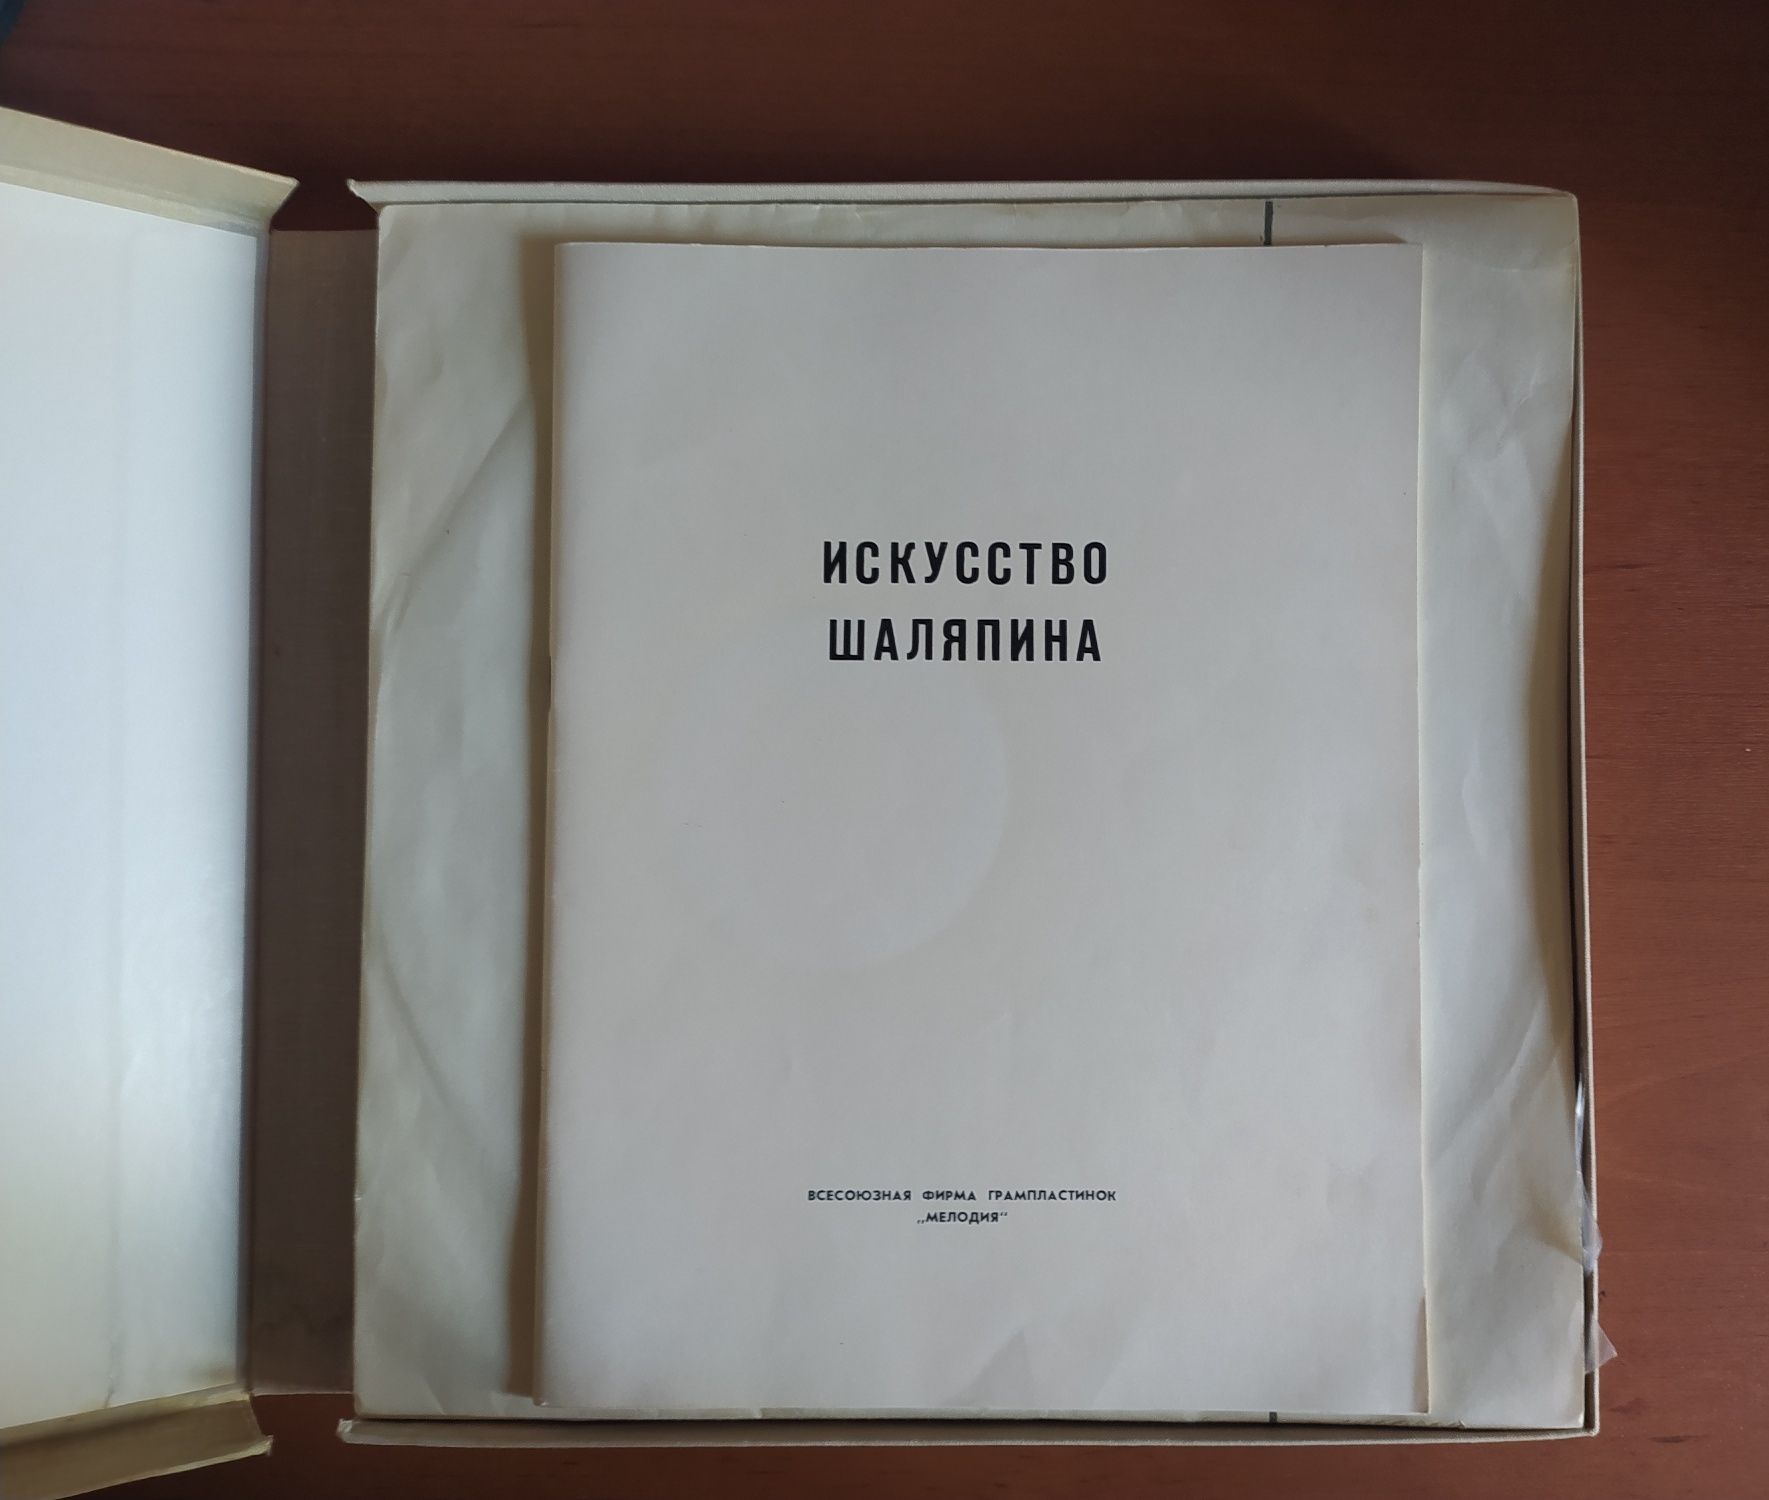 ИСКУССТВО
ШАЛЯПИНА
ВСЕСОЮЗНАЯ ФИРМА ГРАМПЛАСТИНОК
„МЕЛОДИЯ“